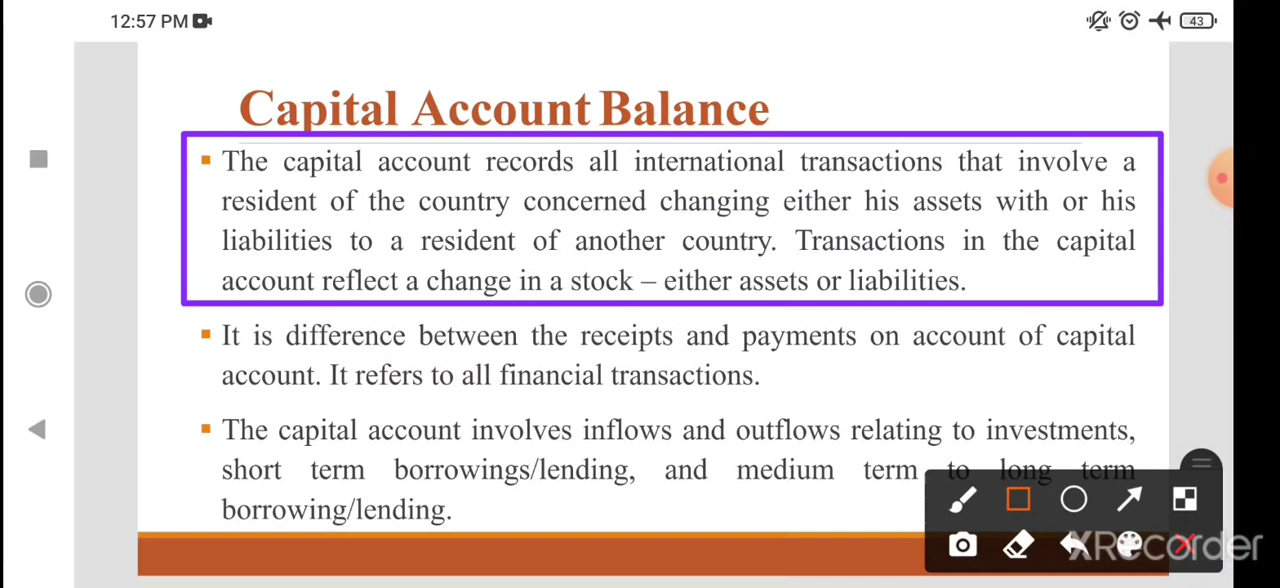 12:57 PM
43
Capital Account Balance
The capital account records all international transactions that involve a
resident of the country concerned changing either his assets with or his
liabilities to a resident of another country. Transactions in the capital
account reflect a change in a stock – either assets or liabilities.
It is difference between the receipts and payments on account of capital
account. It refers to all financial transactions.
The capital account involves inflows and outflows relating to investments,
short term borrowings/lending, and medium term to long term
borrowing/lending.
XRecorder